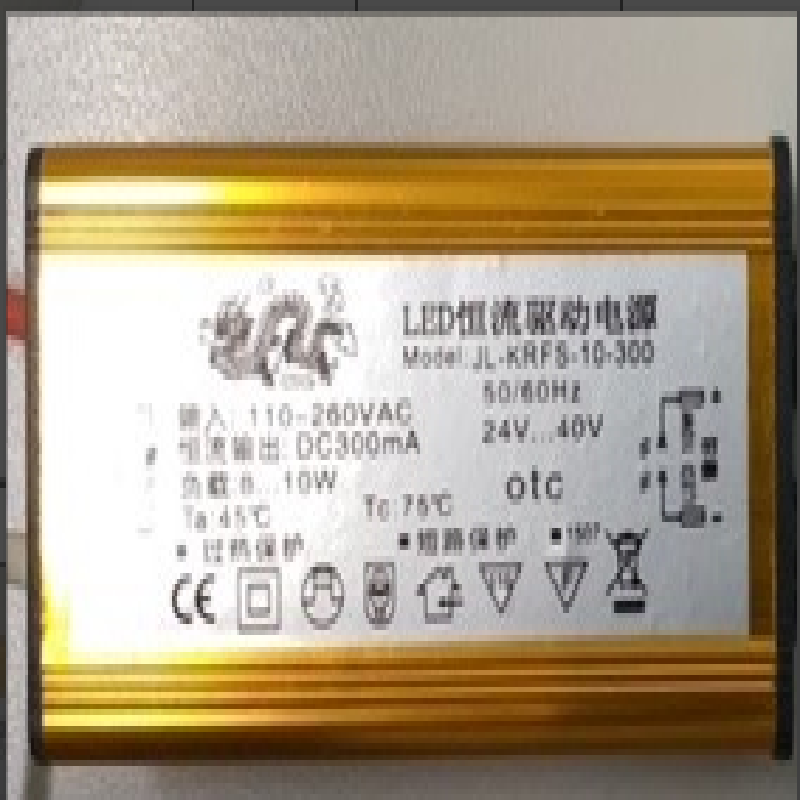 LED恒流驱动电源
Model: JL-KRFS-10-300
50/60Hz
输入: 110-260VAC
24V...40V
恒流输出: DC300mA
负载:8...10W
otc
Ta:45℃
Tc:75℃
▪ 过热保护
▪ 短路保护
▪ 1507
CE